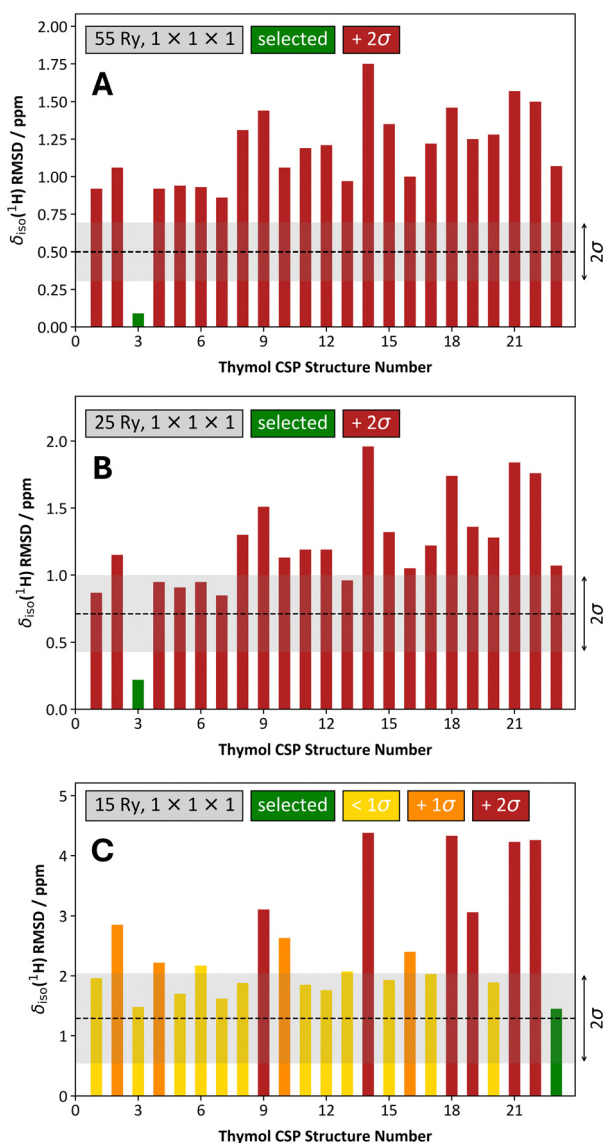 55 Ry, 1 × 1 × 1 selected + 2σ
A
δiso(¹H) RMSD / ppm
2.00
1.75
1.50
1.25
1.00
0.75
0.50
0.25
0.00
2σ
0 3 6 9 12 15 18 21
Thymol CSP Structure Number
25 Ry, 1 × 1 × 1 selected + 2σ
B
δiso(¹H) RMSD / ppm
2.0
1.5
1.0
0.5
0.0
2σ
0 3 6 9 12 15 18 21
Thymol CSP Structure Number
15 Ry, 1 × 1 × 1 selected < 1σ + 1σ + 2σ
C
δiso(¹H) RMSD / ppm
5
4
3
2
1
0
2σ
0 3 6 9 12 15 18 21
Thymol CSP Structure Number